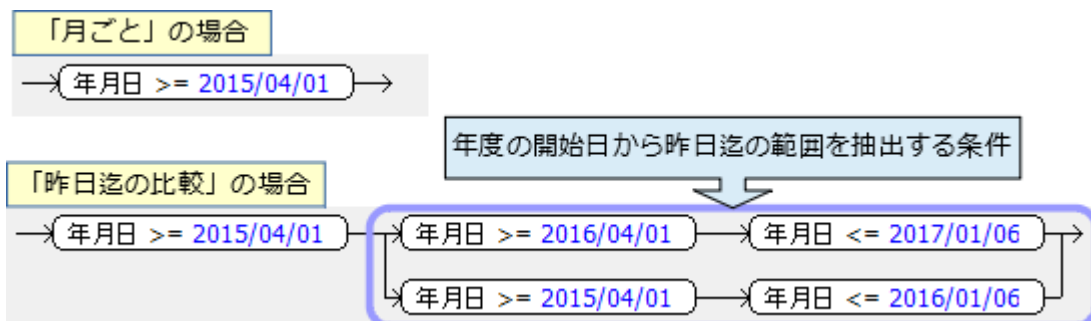 「月ごと」の場合
年月日 >= 2015/04/01
年度の開始日から昨日迄の範囲を抽出する条件
「昨日迄の比較」の場合
年月日 >= 2015/04/01 年月日 >= 2016/04/01 年月日 <= 2017/01/06
年月日 >= 2015/04/01 年月日 <= 2016/01/06